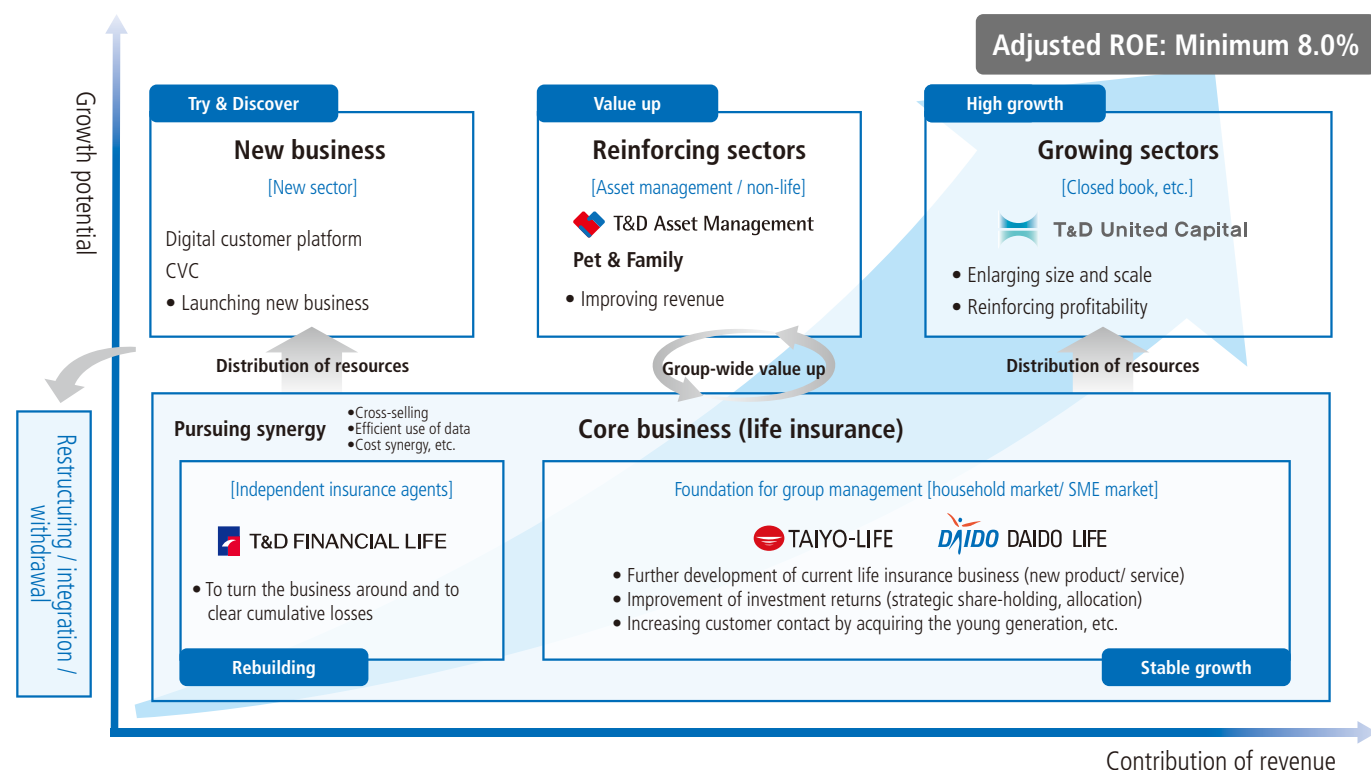 Adjusted ROE: Minimum 8.0%
Growth potential
Try & Discover
New business
[New sector]
Digital customer platform
CVC
• Launching new business
Value up
Reinforcing sectors
[Asset management / non-life]
T&D Asset Management
Pet & Family
• Improving revenue
High growth
Growing sectors
[Closed book, etc.]
T&D United Capital
• Enlarging size and scale
• Reinforcing profitability
Distribution of resources
Group-wide value up
Distribution of resources
Restructuring / integration /
withdrawal
Pursuing synergy
•Cross-selling
•Efficient use of data
•Cost synergy, etc.
Core business (life insurance)
[Independent insurance agents]
T&D FINANCIAL LIFE
• To turn the business around and to
clear cumulative losses
Rebuilding
Foundation for group management [household market/ SME market]
TAIYO-LIFE
DAIDO DAIDO LIFE
• Further development of current life insurance business (new product/ service)
• Improvement of investment returns (strategic share-holding, allocation)
• Increasing customer contact by acquiring the young generation, etc.
Stable growth
Contribution of revenue